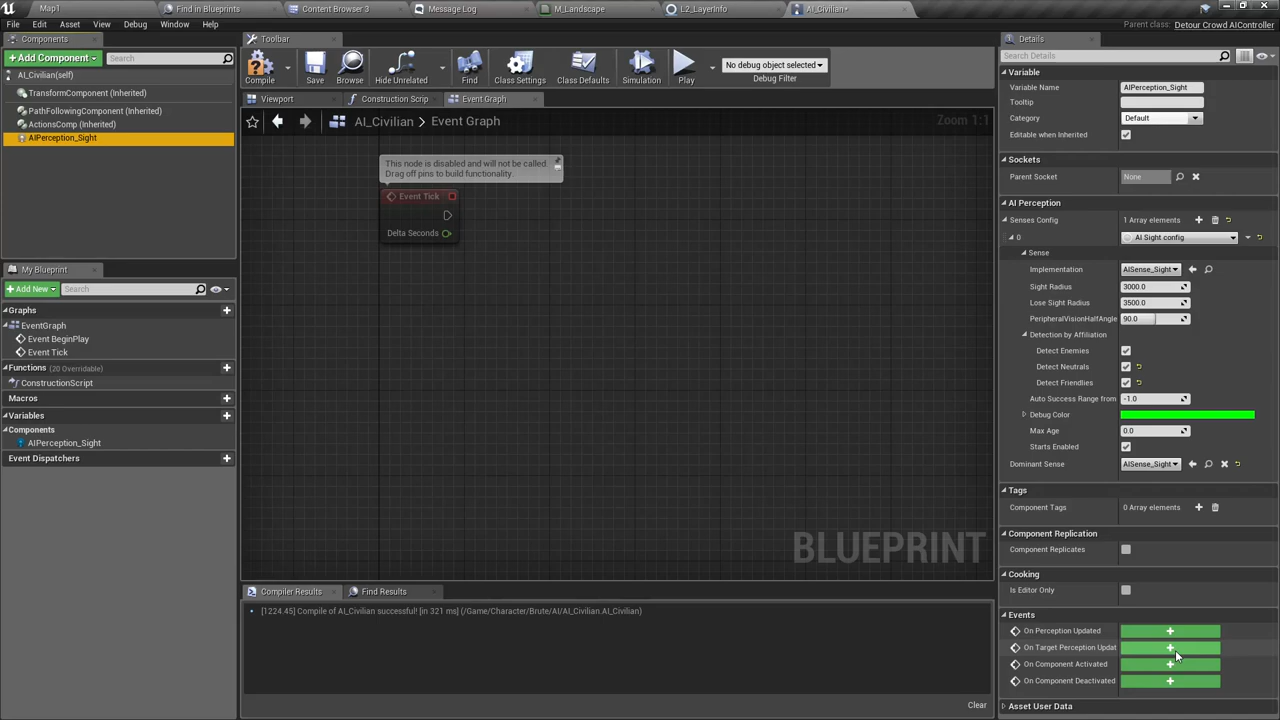 Map1
Find in Blueprints
Content Browser 3
Message Log
M_Landscape
L2_LayerInfo
AI_Civilian*
File Edit Asset View Debug Window Help
Parent class: Detour Crowd AIController
Components
Add Component
Search
AI_Civilian(self)
TransformComponent (Inherited)
PathFollowingComponent (Inherited)
ActionsComp (Inherited)
AIPerception_Sight
My Blueprint
Add New
Search
Graphs
EventGraph
Event BeginPlay
Event Tick
Functions (20 Overridable)
ConstructionScript
Macros
Variables
Components
AIPerception_Sight
Event Dispatchers
Toolbar
Compile
Save
Browse
Hide Unrelated
Find
Class Settings
Class Defaults
Simulation
Play
No debug object selected
Debug Filter
Viewport
Construction Scrip
Event Graph
AI_Civilian > Event Graph
Zoom 1:1
This node is disabled and will not be called.
Drag off pins to build functionality.
Event Tick
Delta Seconds
BLUEPRINT
Compiler Results
Find Results
[1224.45] Compile of AI_Civilian successful! [in 321 ms] (/Game/Character/Brute/AI/AI_Civilian.AI_Civilian)
Clear
Details
Search Details
Variable
Variable Name AIPerception_Sight
Tooltip
Category Default
Editable when Inherited
Sockets
Parent Socket None
AI Perception
Senses Config 1 Array elements
0 AI Sight config
Sense
Implementation AISense_Sight
Sight Radius 3000.0
Lose Sight Radius 3500.0
PeripheralVisionHalfAngle 90.0
Detection by Affiliation
Detect Enemies
Detect Neutrals
Detect Friendlies
Auto Success Range from -1.0
Debug Color
Max Age 0.0
Starts Enabled
Dominant Sense AISense_Sight
Tags
Component Tags 0 Array elements
Component Replication
Component Replicates
Cooking
Is Editor Only
Events
On Perception Updated
On Target Perception Updat
On Component Activated
On Component Deactivated
Asset User Data